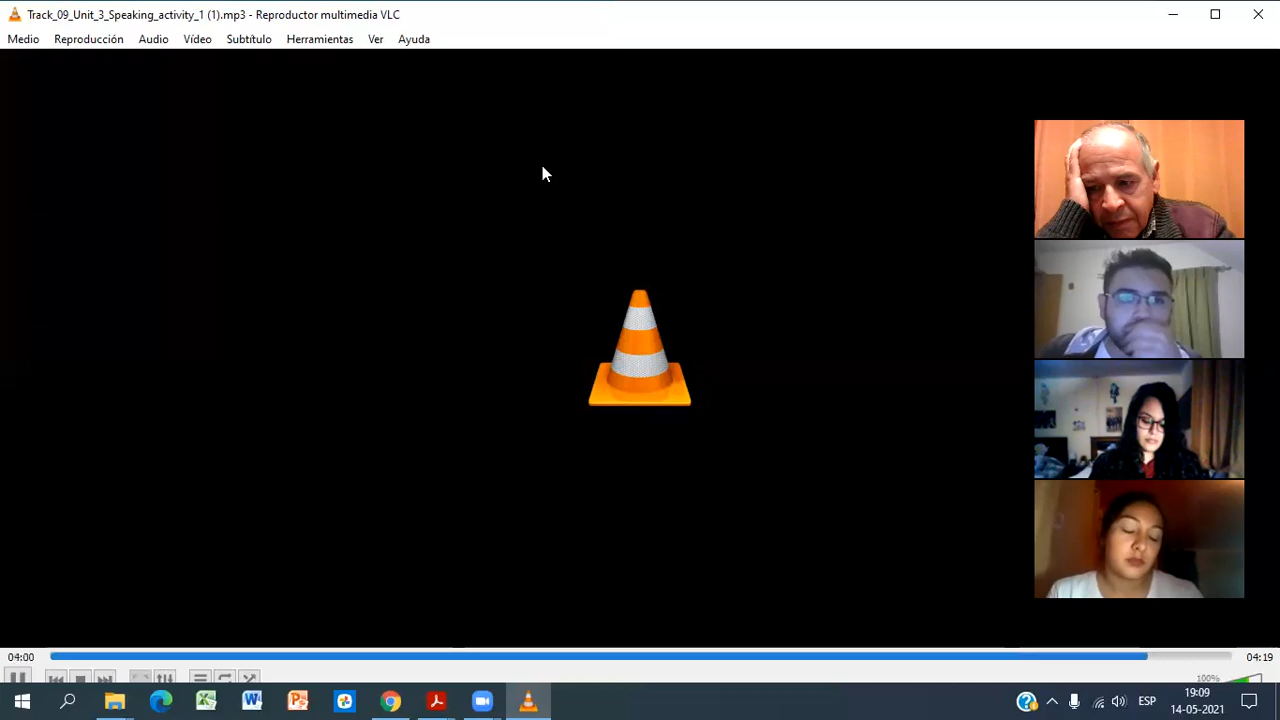 Track_09_Unit_3_Speaking_activity_1 (1).mp3 - Reproductor multimedia VLC
Medio Reproducción Audio Vídeo Subtítulo Herramientas Ver Ayuda
04:00 04:19
100%
ESP
19:09
14-05-2021